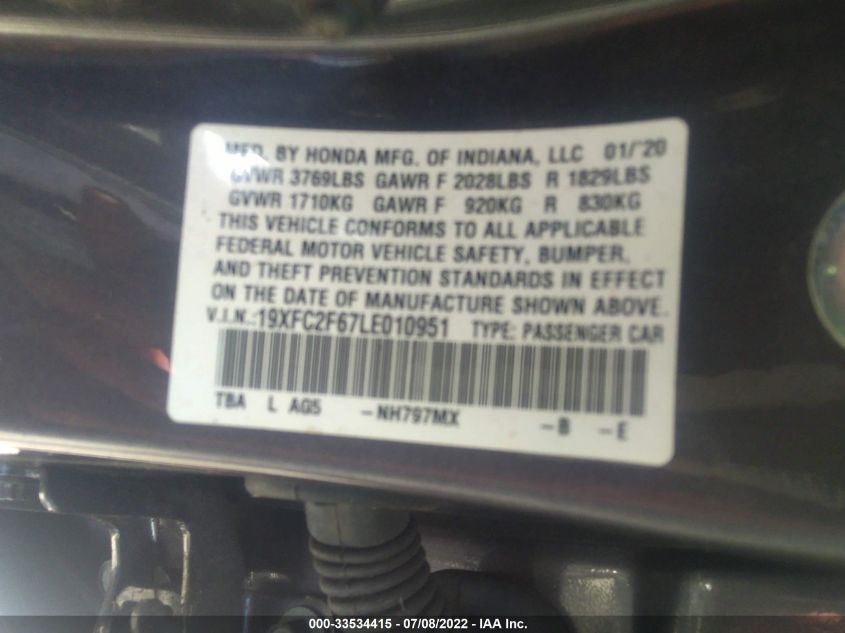 MFD. BY HONDA MFG. OF INDIANA, LLC 01/'20
GVWR 3769LBS GAWR F 2028LBS R 1829LBS
GVWR 1710KG GAWR F 920KG R 830KG
THIS VEHICLE CONFORMS TO ALL APPLICABLE
FEDERAL MOTOR VEHICLE SAFETY, BUMPER,
AND THEFT PREVENTION STANDARDS IN EFFECT
ON THE DATE OF MANUFACTURE SHOWN ABOVE.
V.I.N.:19XFC2F67LE010951 TYPE: PASSENGER CAR
TBA L AG5 -NH797MX -B -E
000-33534415 - 07/08/2022 - IAA Inc.